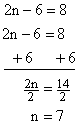 2n − 6 = 8
2n − 6 = 8
+ 6 + 6
2n/2 = 14/2
n = 7